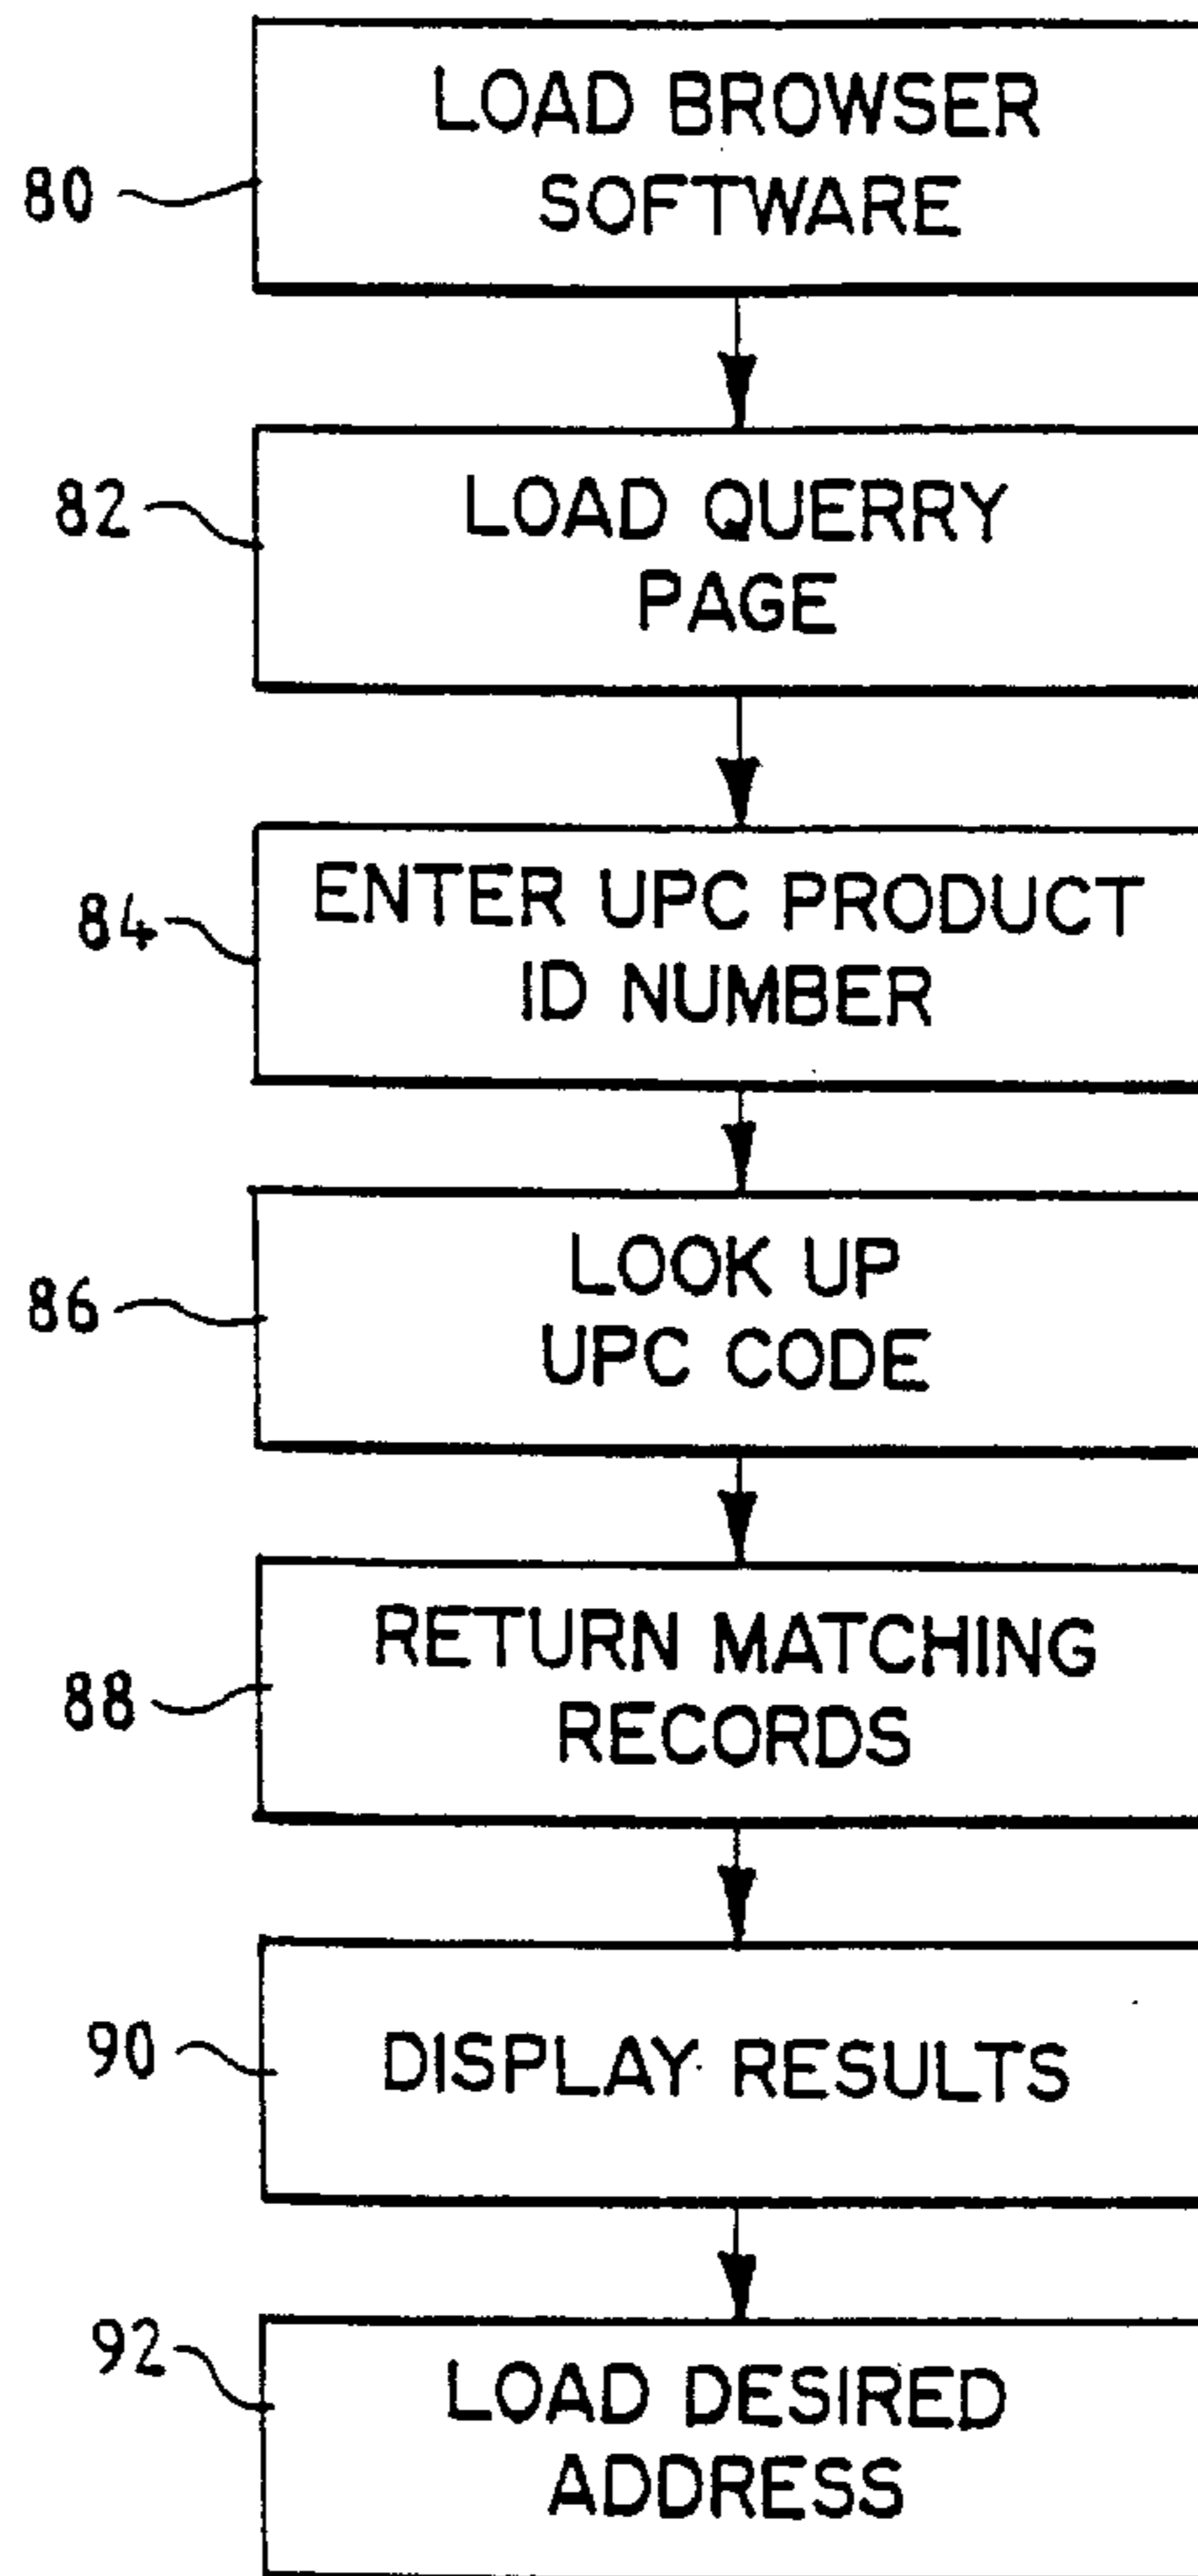 LOAD BROWSER
SOFTWARE
80
82
LOAD QUERRY
PAGE
84
ENTER UPC PRODUCT
ID NUMBER
86
LOOK UP
UPC CODE
88
RETURN MATCHING
RECORDS
90
DISPLAY RESULTS
92
LOAD DESIRED
ADDRESS